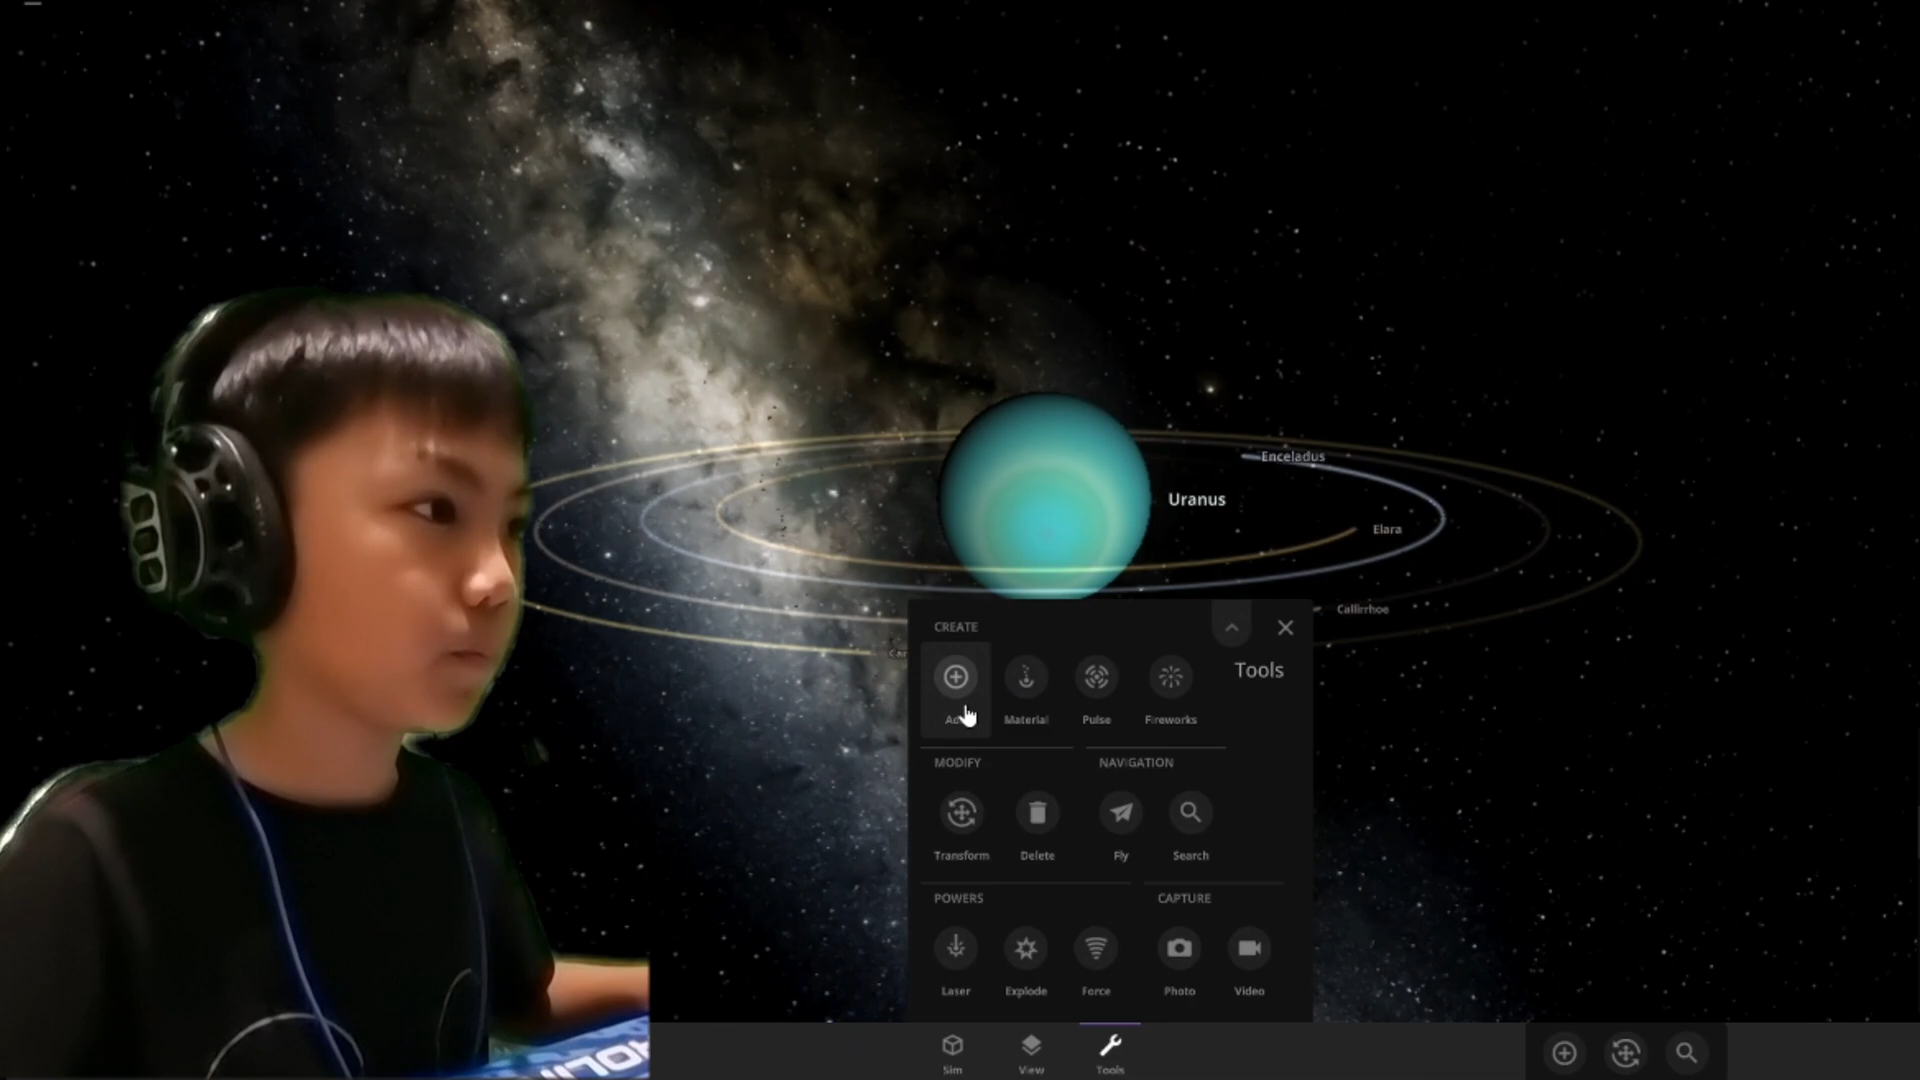 Enceladus
Uranus
Elara
Callirrhoe
CREATE
Tools
Material
Pulse
Fireworks
MODIFY
NAVIGATION
Transform
Delete
Fly
Search
POWERS
CAPTURE
Laser
Explode
Force
Photo
Video
Sim
View
Tools